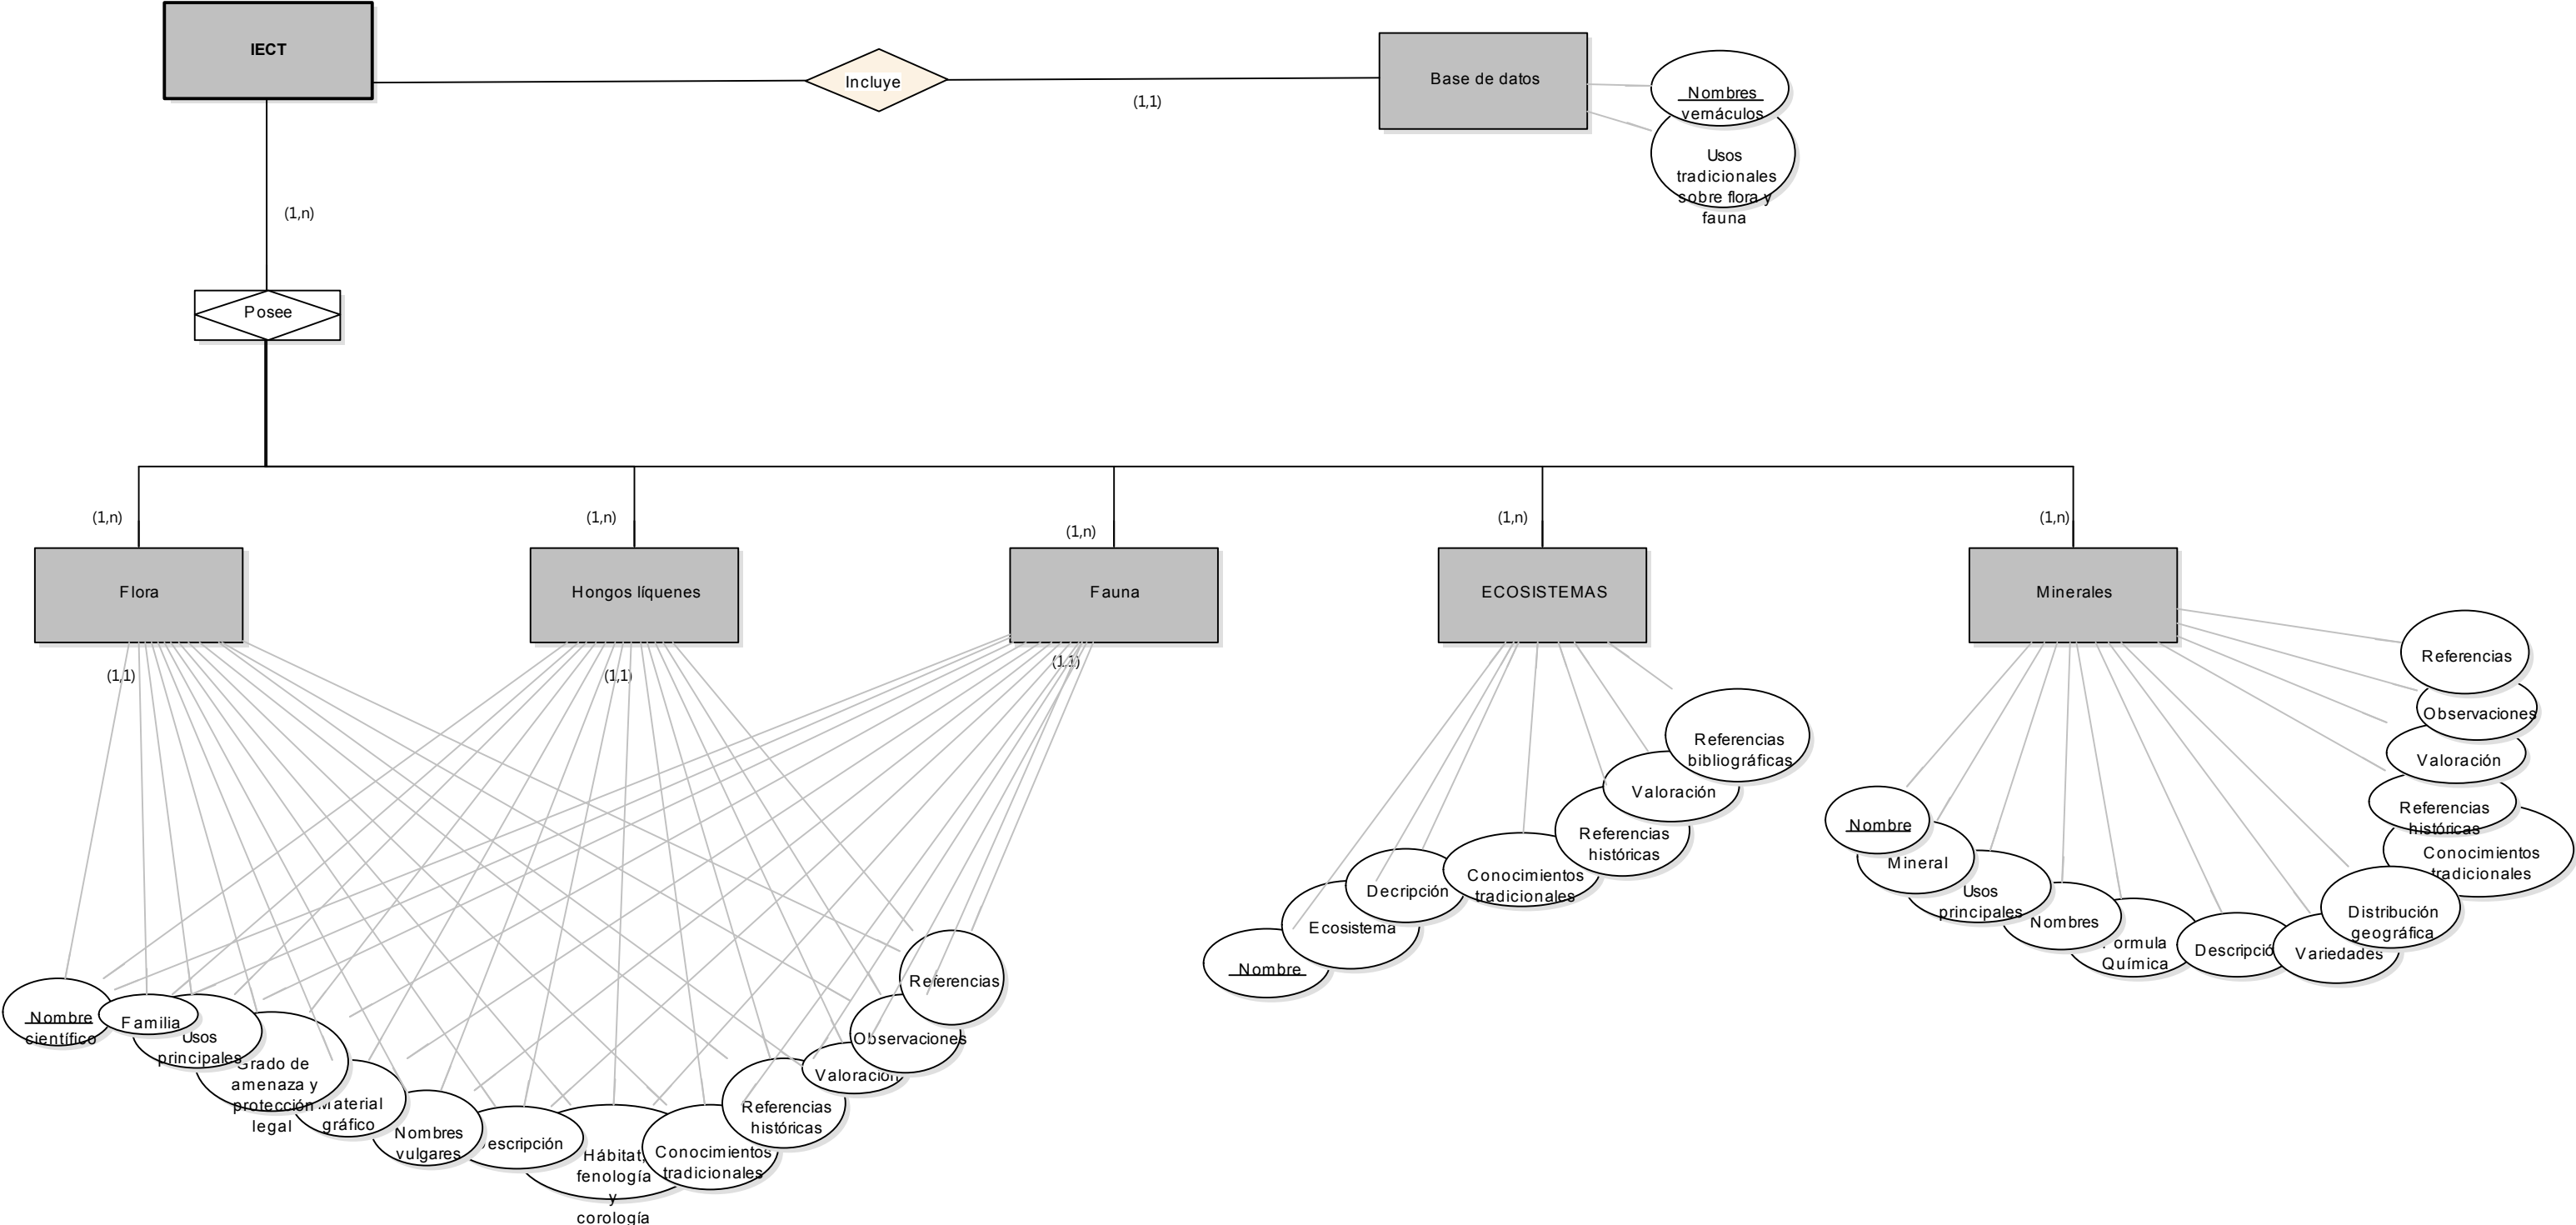 IECT
Incluye
(1,1)
Base de datos
Nombres
vernáculos
Usos
tradicionales
sobre flora y
fauna
(1,n)
Posee
(1,n)
(1,n)
(1,n)
(1,n)
(1,n)
Flora
Hongos líquenes
Fauna
ECOSISTEMAS
Minerales
(1,1)
(1,1)
(1,1)
Nombre
científico
Familia
Usos
principales
Grado de
amenaza y
protección
legal
Material
gráfico
Nombres
vulgares
escripción
Hábitat,
fenología
y
corología
Conocimientos
tradicionales
Referencias
históricas
Valoración
Observaciones
Referencias
Nombre
Ecosistema
Decripción
Conocimientos
tradicionales
Referencias
históricas
Valoración
Referencias
bibliográficas
Nombre
Mineral
Usos
principales
Nombres
ormula
Química
Descripció
Variedades
Distribución
geográfica
Conocimientos
tradicionales
Referencias
históricas
Valoración
Observaciones
Referencias